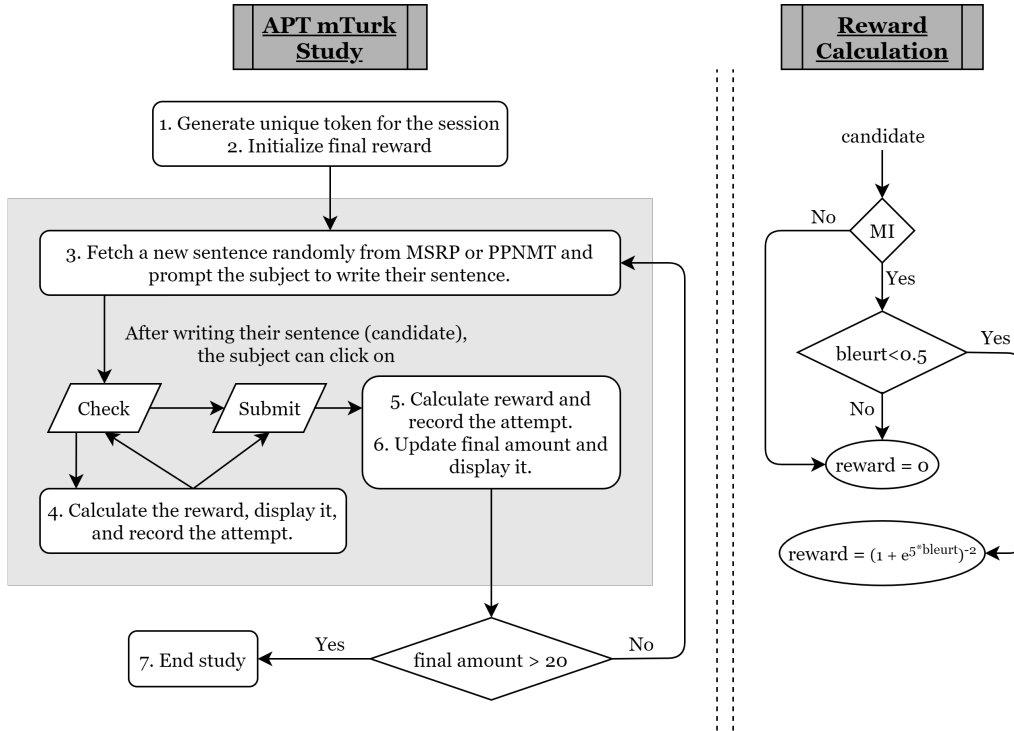 APT mTurk
Study
1. Generate unique token for the session
2. Initialize final reward
3. Fetch a new sentence randomly from MSRP or PPNMT and
prompt the subject to write their sentence.
After writing their sentence (candidate),
the subject can click on
Check
Submit
4. Calculate the reward, display it,
and record the attempt.
5. Calculate reward and
record the attempt.
6. Update final amount and
display it.
final amount > 20
Yes
No
7. End study
Reward
Calculation
candidate
MI
No
Yes
bleurt<0.5
Yes
No
reward = 0
reward = (1 + e^5*bleurt)^-2